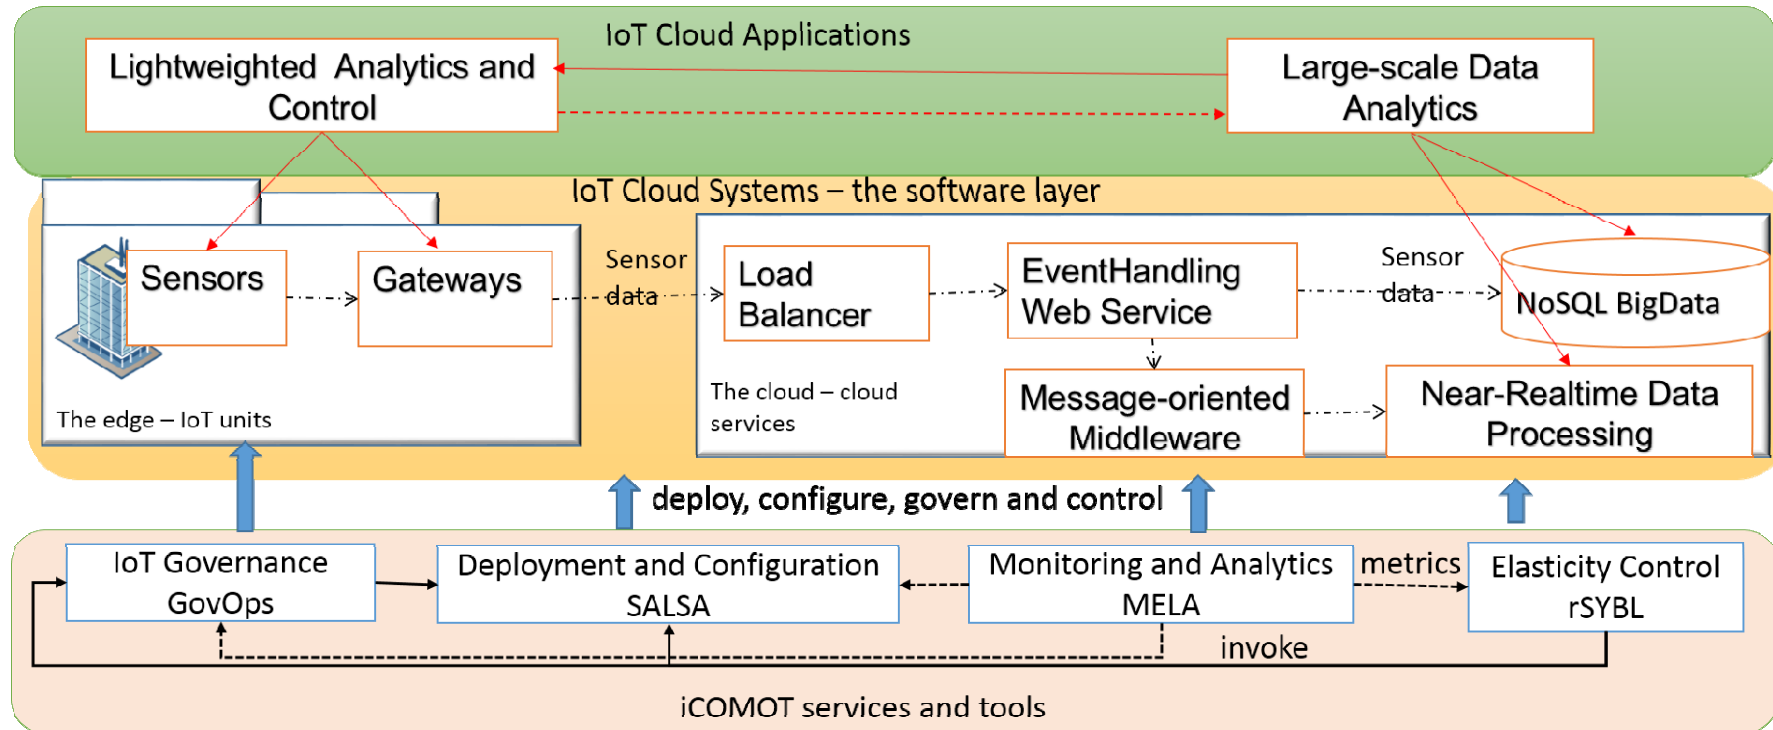 IoT Cloud Applications
Lightweighted Analytics and
Control
Large-scale Data
Analytics
IoT Cloud Systems – the software layer
Sensors
Gateways
Sensor
data
Load
Balancer
EventHandling
Web Service
Sensor
data
NoSQL BigData
The edge – IoT units
The cloud – cloud
services
Message-oriented
Middleware
Near-Realtime Data
Processing
deploy, configure, govern and control
IoT Governance
GovOps
Deployment and Configuration
SALSA
Monitoring and Analytics
MELA
metrics
Elasticity Control
rSYBL
invoke
iCOMOT services and tools